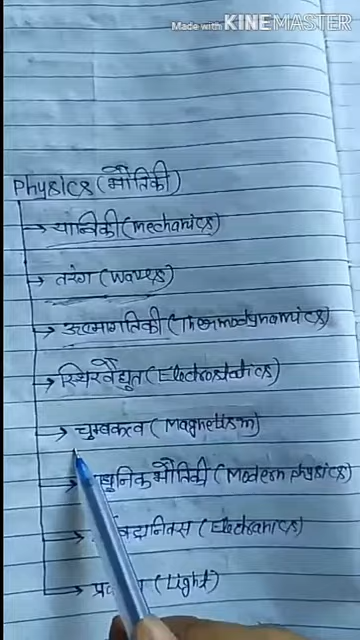 Made with KINEMASTER
Physics (भौतिकी)
यान्त्रिकी (mechanics)
तरंग (waves)
ऊष्मागतिकी (Thermodynamics)
स्थिरवैद्युत (Electrostatics)
चुम्बकत्व (Magnetism)
भौतिकी (Modern physics)
(Electronics)
(Light)